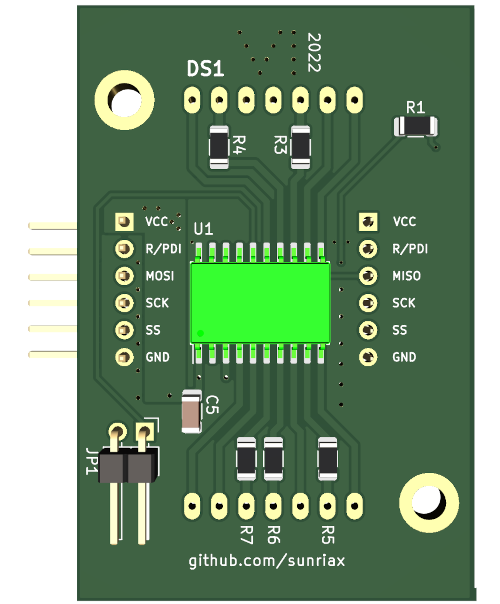 2022
DS1
R1
R4
R3
U1
VCC
R/PDI
MOSI
SCK
SS
GND
VCC
R/PDI
MISO
SCK
SS
GND
C5
JP1
R7
R6
R5
github.com/sunriax